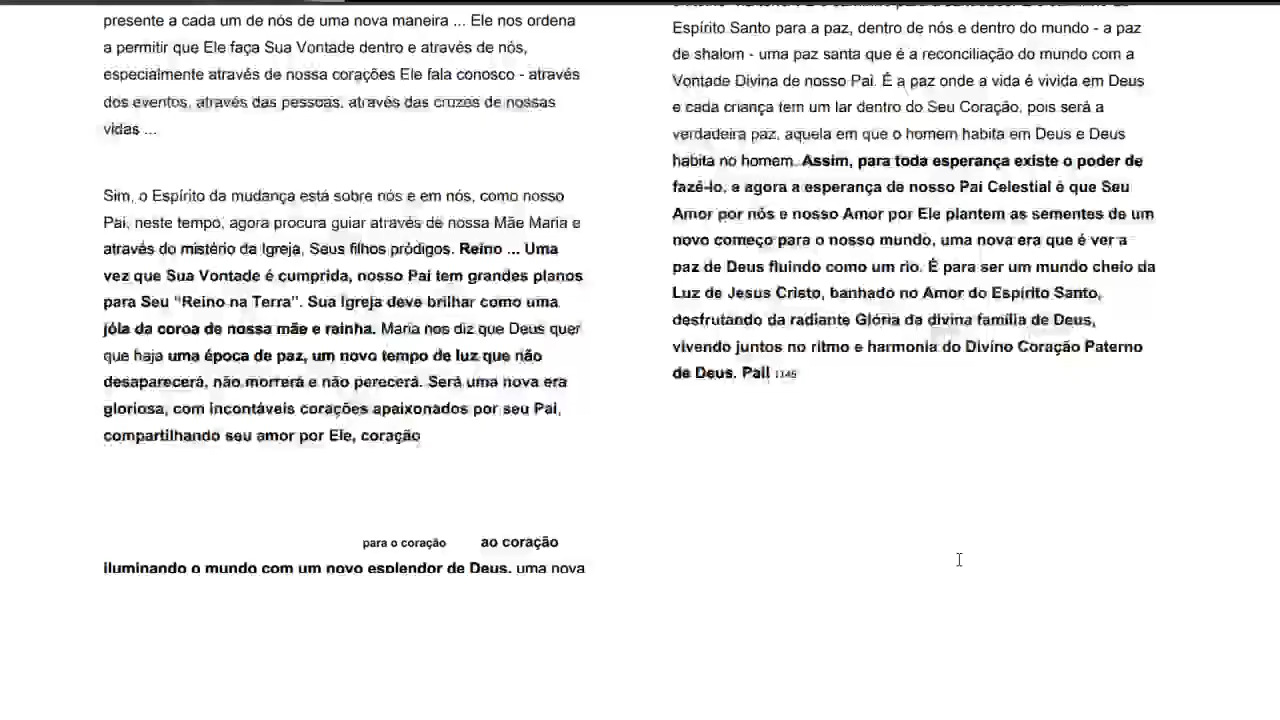 presente a cada um de nós de uma nova maneira ... Ele nos ordena
a permitir que Ele faça Sua Vontade dentro e através de nós,
especialmente através de nossa corações Ele fala conosco - através
dos eventos, através das pessoas, através das cruzes de nossas
vidas ...
Sim, o Espírito da mudança está sobre nós e em nós, como nosso
Pai, neste tempo, agora procura guiar através de nossa Mãe Maria e
através do mistério da Igreja, Seus filhos pródigos. Reino ... Uma
vez que Sua Vontade é cumprida, nosso Pai tem grandes planos
para Seu "Reino na Terra". Sua Igreja deve brilhar como uma
jóia da coroa de nossa mãe e rainha. Maria nos diz que Deus quer
que haja uma época de paz, um novo tempo de luz que não
desaparecerá, não morrerá e não perecerá. Será uma nova era
gloriosa, com incontáveis corações apaixonados por seu Pai,
compartilhando seu amor por Ele, coração
para o coração ao coração
iluminando o mundo com um novo esplendor de Deus. uma nova
Espírito Santo para a paz, dentro de nós e dentro do mundo - a paz
de shalom - uma paz santa que é a reconciliação do mundo com a
Vontade Divina de nosso Pai. É a paz onde a vida é vivida em Deus
e cada criança tem um lar dentro do Seu Coração, pois será a
verdadeira paz, aquela em que o homem habita em Deus e Deus
habita no homem. Assim, para toda esperança existe o poder de
fazê-lo, e agora a esperança de nosso Pai Celestial é que Seu
Amor por nós e nosso Amor por Ele plantem as sementes de um
novo começo para o nosso mundo, uma nova era que é ver a
paz de Deus fluindo como um rio. É para ser um mundo cheio da
Luz de Jesus Cristo, banhado no Amor do Espírito Santo,
desfrutando da radiante Glória da divina família de Deus,
vivendo juntos no ritmo e harmonia do Divino Coração Paterno
de Deus. Pall 1145